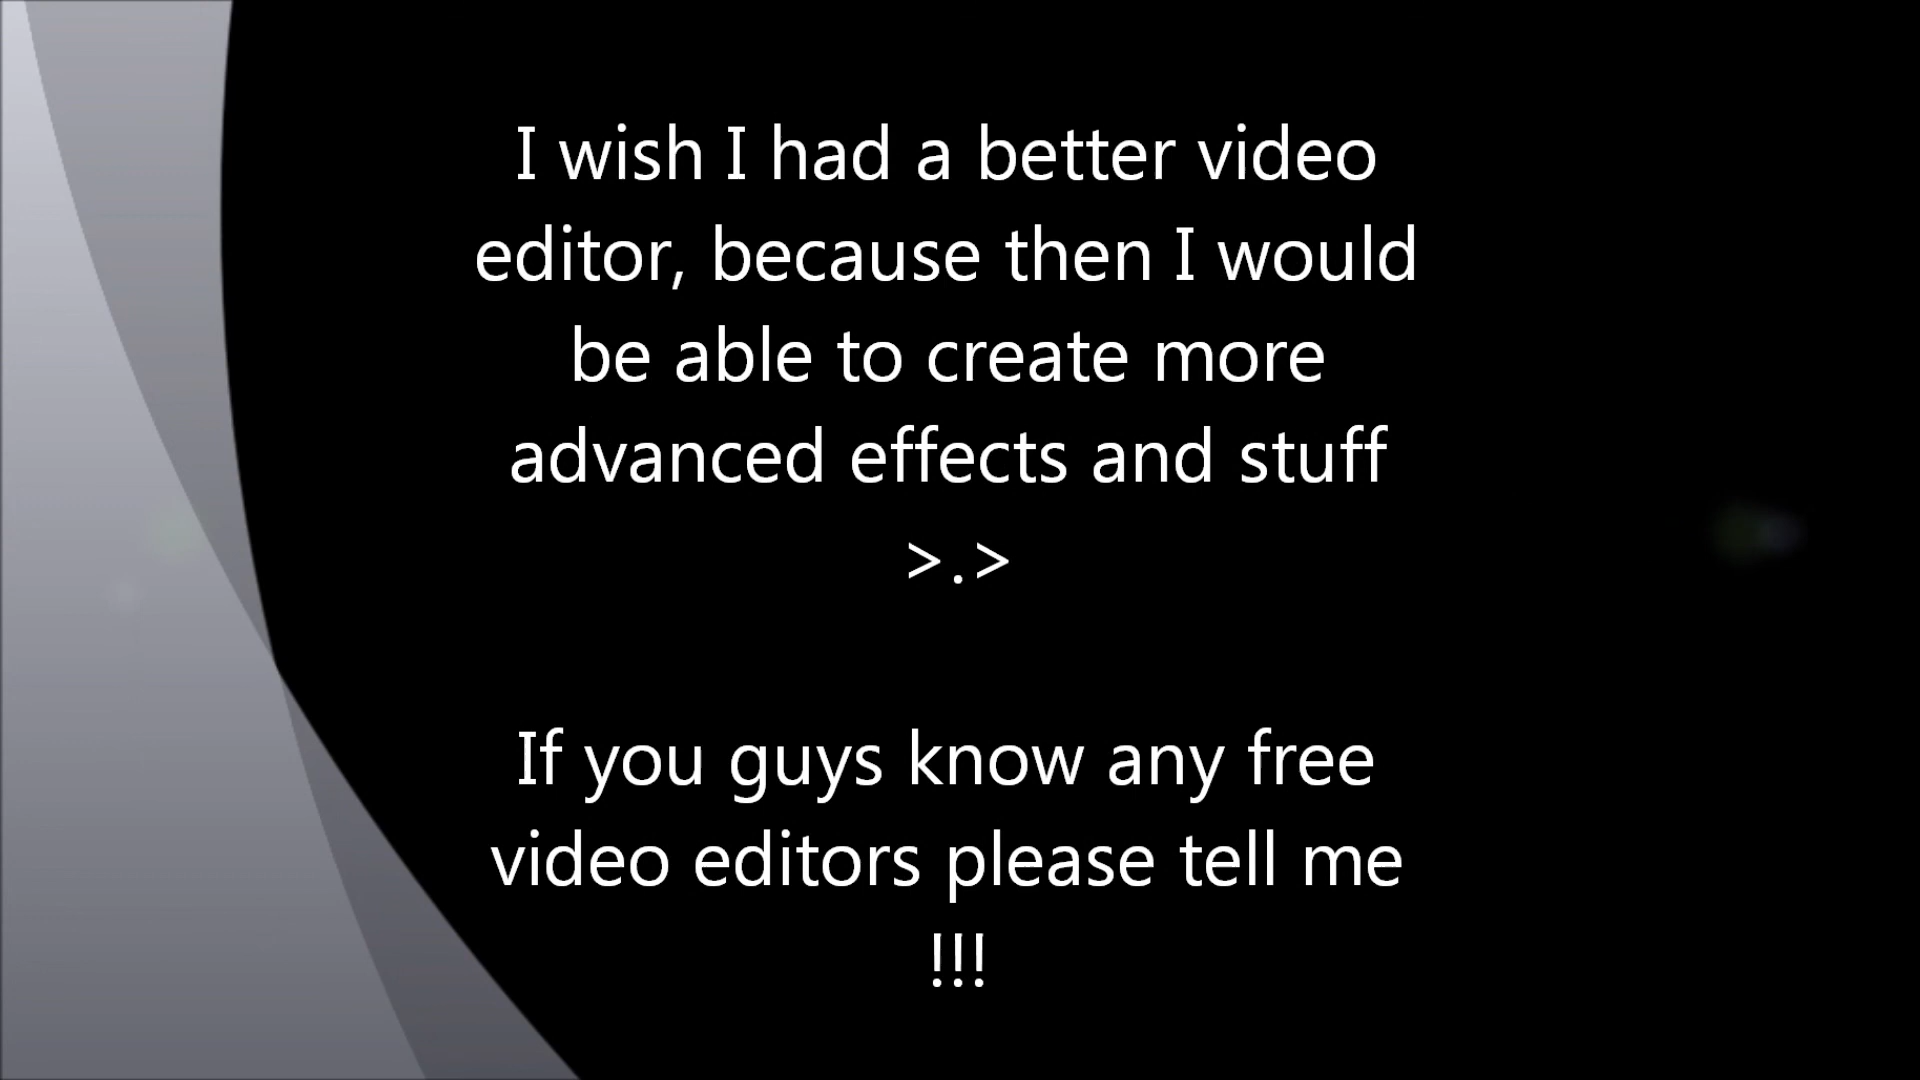 I wish I had a better video
editor, because then I would
be able to create more
advanced effects and stuff
>.>
If you guys know any free
video editors please tell me
!!!